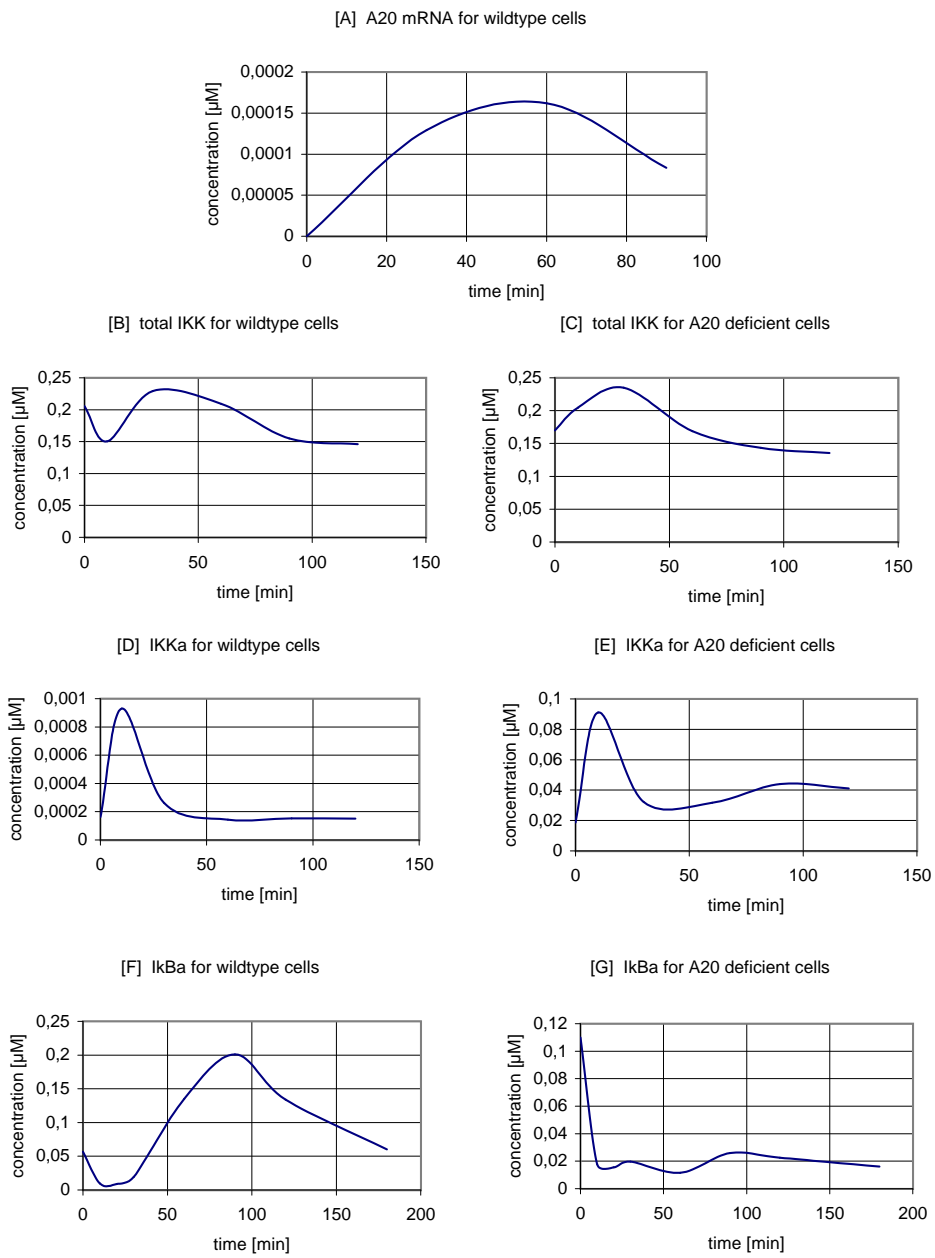 [A] A20 mRNA for wildtype cells
concentration [µM]
0,0002
0,00015
0,0001
0,00005
0
0 20 40 60 80 100
time [min]
[B] total IKK for wildtype cells
concentration [µM]
0,25
0,2
0,15
0,1
0,05
0
0 50 100 150
time [min]
[C] total IKK for A20 deficient cells
concentration [µM]
0,25
0,2
0,15
0,1
0,05
0
0 50 100 150
time [min]
[D] IKKa for wildtype cells
concentration [µM]
0,001
0,0008
0,0006
0,0004
0,0002
0
0 50 100 150
time [min]
[E] IKKa for A20 deficient cells
concentration [µM]
0,1
0,08
0,06
0,04
0,02
0
0 50 100 150
time [min]
[F] IkBa for wildtype cells
concentration [µM]
0,25
0,2
0,15
0,1
0,05
0
0 50 100 150 200
time [min]
[G] IkBa for A20 deficient cells
concentration [µM]
0,12
0,1
0,08
0,06
0,04
0,02
0
0 50 100 150 200
time [min]